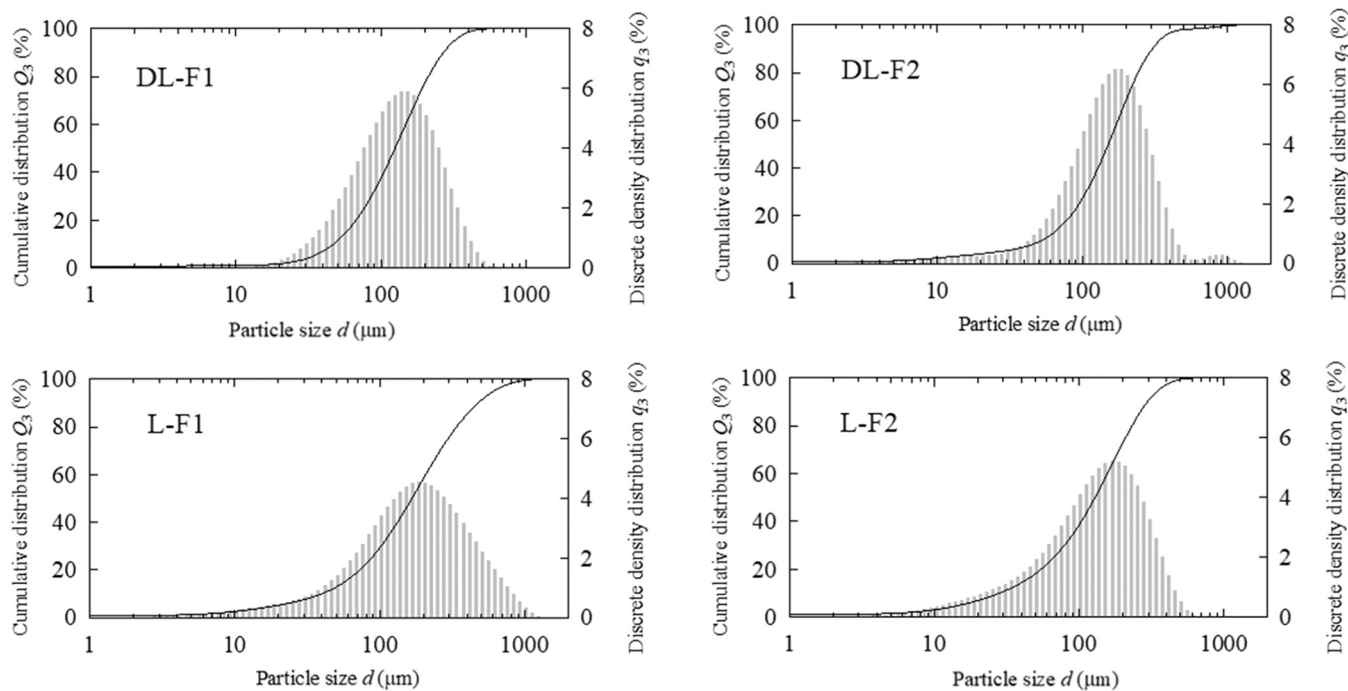 DL-F1
Cumulative distribution Q3 (%)
100
80
60
40
20
0
8
6
4
2
0
Discrete density distribution q3 (%)
1 10 100 1000
Particle size d (μm)
DL-F2
Cumulative distribution Q3 (%)
100
80
60
40
20
0
8
6
4
2
0
Discrete density distribution q3 (%)
1 10 100 1000
Particle size d (μm)
L-F1
Cumulative distribution Q3 (%)
100
80
60
40
20
0
8
6
4
2
0
Discrete density distribution q3 (%)
1 10 100 1000
Particle size d (μm)
L-F2
Cumulative distribution Q3 (%)
100
80
60
40
20
0
8
6
4
2
0
Discrete density distribution q3 (%)
1 10 100 1000
Particle size d (μm)